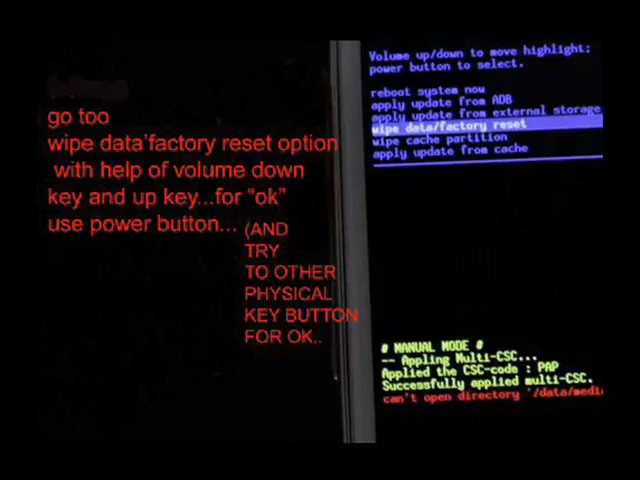 go too
wipe data'factory reset option
with help of volume down
key and up key...for "ok"
use power button...
(AND
TRY
TO OTHER
PHYSICAL
KEY BUTTON
FOR OK..
Volume up/down to move highlight;
power button to select.
reboot system now
apply update from ADB
apply update from external storage
wipe data/factory reset
wipe cache partition
apply update from cache
# MANUAL MODE #
-- Appling Multi-CSC...
Applied the CSC-code : PAP
Successfully applied multi-CSC.
can't open directory '/data/medi